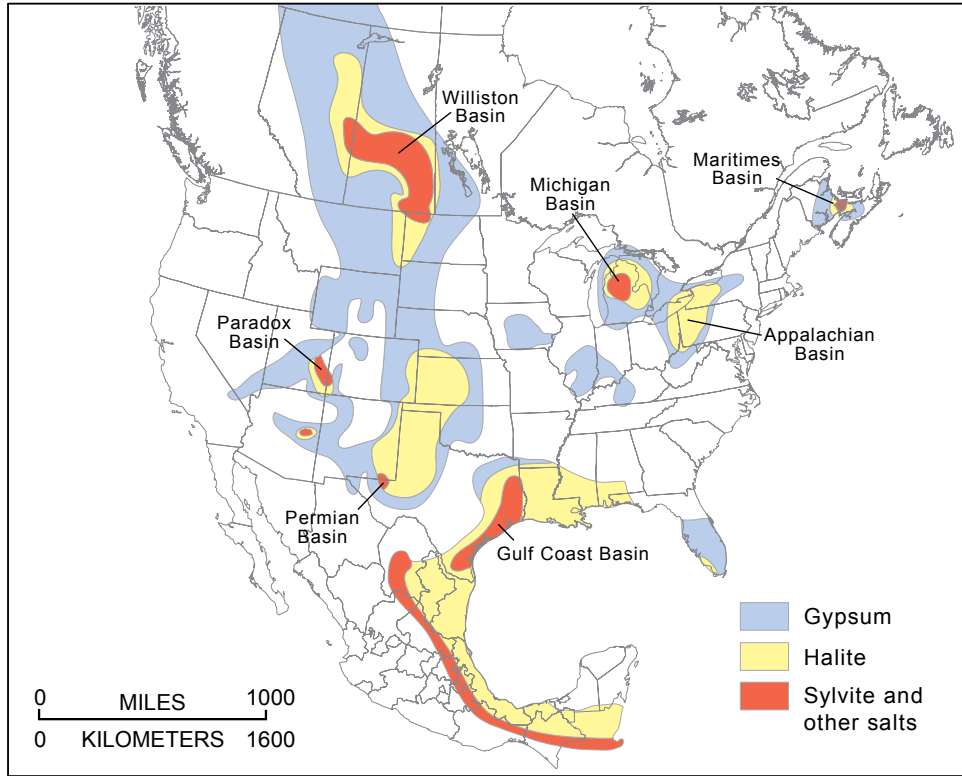 Williston
Basin
Maritimes
Basin
Michigan
Basin
Paradox
Basin
Appalachian
Basin
Permian
Basin
Gulf Coast Basin
Gypsum
Halite
Sylvite and
other salts
0 MILES 1000
0 KILOMETERS 1600